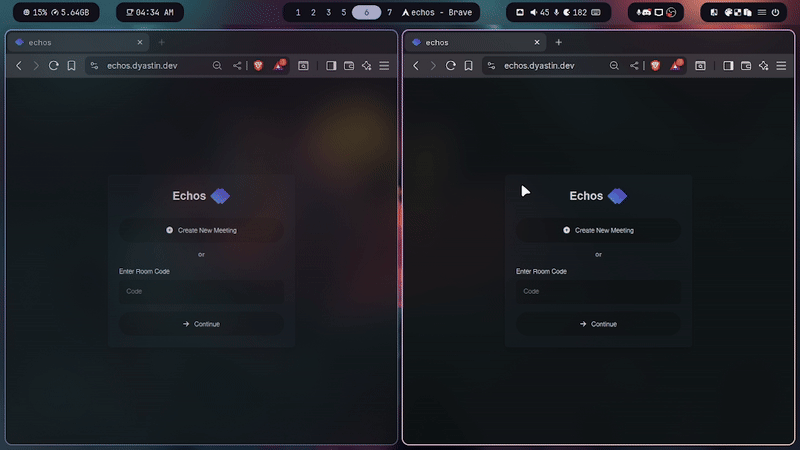 15% 5.64GB
04:34 AM
1 2 3 5 6 7 echos - Brave
45 182
echos
echos.dyastin.dev
Echos
Create New Meeting
or
Enter Room Code
Code
Continue
echos
echos.dyastin.dev
Echos
Create New Meeting
or
Enter Room Code
Code
Continue